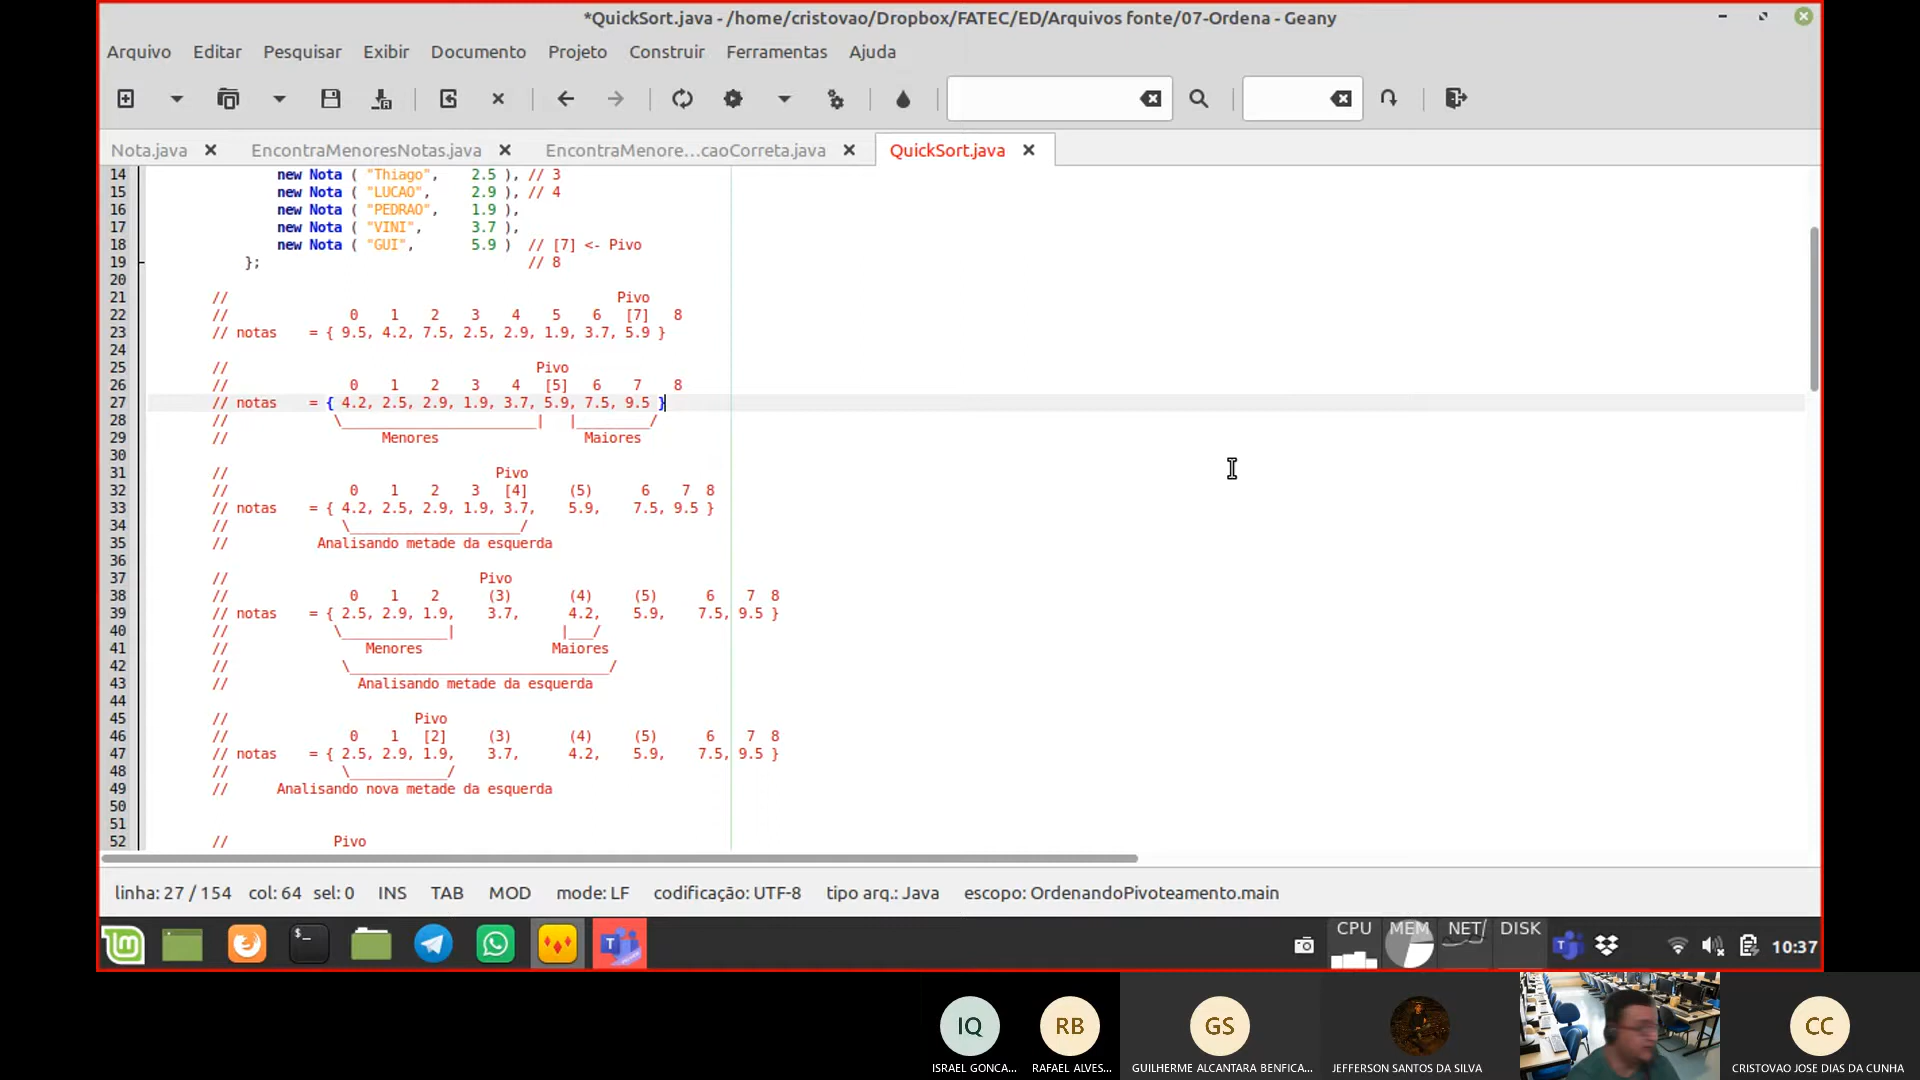 *QuickSort.java - /home/cristovao/Dropbox/FATEC/ED/Arquivos fonte/07-Ordena - Geany
Arquivo Editar Pesquisar Exibir Documento Projeto Construir Ferramentas Ajuda
Nota.java EncontraMenoresNotas.java EncontraMenore...caoCorreta.java QuickSort.java
14 new Nota ( "Thiago", 2.5 ), // 3
15 new Nota ( "LUCAO", 2.9 ), // 4
16 new Nota ( "PEDRAO", 1.9 ),
17 new Nota ( "VINI", 3.7 ),
18 new Nota ( "GUI", 5.9 ) // [7] <- Pivo
19 }; // 8
20
21 // Pivo
22 // 0 1 2 3 4 5 6 [7] 8
23 // notas = { 9.5, 4.2, 7.5, 2.5, 2.9, 1.9, 3.7, 5.9 }
24
25 // Pivo
26 // 0 1 2 3 4 [5] 6 7 8
27 // notas = { 4.2, 2.5, 2.9, 1.9, 3.7, 5.9, 7.5, 9.5 }
28 // \________________________| |_________/
29 // Menores Maiores
30
31 // Pivo
32 // 0 1 2 3 [4] (5) 6 7 8
33 // notas = { 4.2, 2.5, 2.9, 1.9, 3.7, 5.9, 7.5, 9.5 }
34 // \_____________________/
35 // Analisando metade da esquerda
36
37 // Pivo
38 // 0 1 2 (3) (4) (5) 6 7 8
39 // notas = { 2.5, 2.9, 1.9, 3.7, 4.2, 5.9, 7.5, 9.5 }
40 // \_____________| |___/
41 // Menores Maiores
42 // \________________________________/
43 // Analisando metade da esquerda
44
45 // Pivo
46 // 0 1 [2] (3) (4) (5) 6 7 8
47 // notas = { 2.5, 2.9, 1.9, 3.7, 4.2, 5.9, 7.5, 9.5 }
48 // \____________/
49 // Analisando nova metade da esquerda
50
51
52 // Pivo
linha: 27 / 154 col: 64 sel: 0 INS TAB MOD mode: LF codificação: UTF-8 tipo arq.: Java escopo: OrdenandoPivoteamento.main
CPU MEM NET/ DISK 10:37
IQ RB GS CC
ISRAEL GONCA... RAFAEL ALVES... GUILHERME ALCANTARA BENFICA... JEFFERSON SANTOS DA SILVA CRISTOVAO JOSE DIAS DA CUNHA